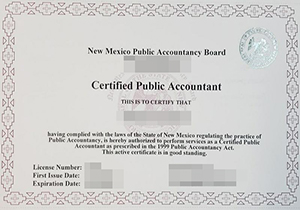 New Mexico Public Accountancy Board
Certified Public Accountant
THIS IS TO CERTIFY THAT
having complied with the laws of the State of New Mexico regulating the practice of
Public Accountancy, is hereby authorized to perform services as a Certified Public
Accountant as prescribed in the 1999 Public Accountancy Act.
This active certificate is in good standing.
License Number:
First Issue Date:
Expiration Date: